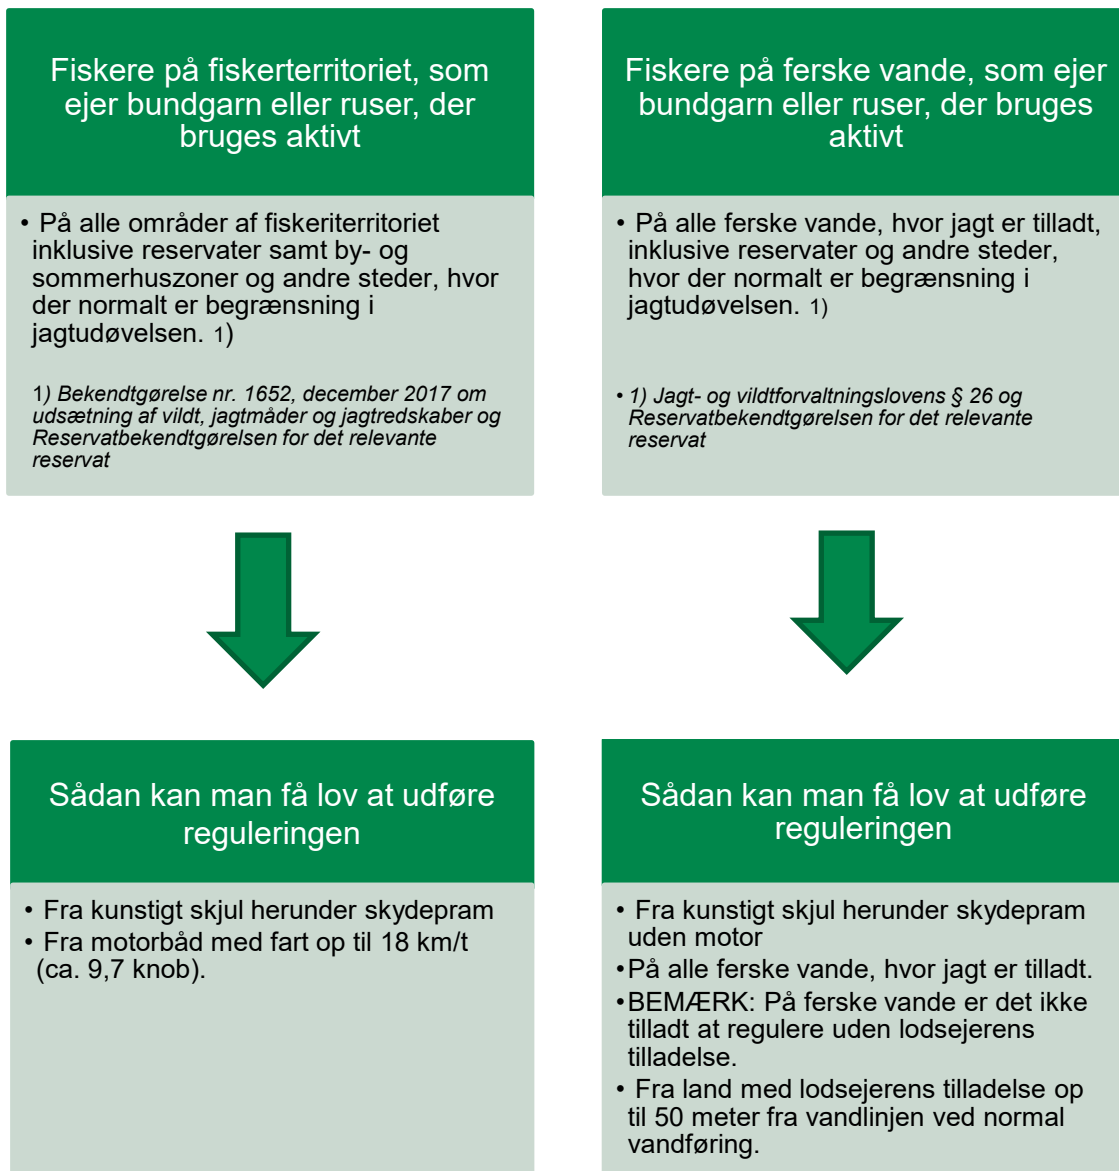 Fiskere på fiskerterritoriet, som
ejer bundgarn eller ruser, der
bruges aktivt
• På alle områder af fiskeriterritoriet
inklusive reservater samt by- og
sommerhuszoner og andre steder, hvor
der normalt er begrænsning i
jagtudøvelsen. 1)
1) Bekendtgørelse nr. 1652, december 2017 om
udsætning af vildt, jagtmåder og jagtredskaber og
Reservatbekendtgørelsen for det relevante
reservat
Fiskere på ferske vande, som ejer
bundgarn eller ruser, der bruges
aktivt
• På alle ferske vande, hvor jagt er tilladt,
inklusive reservater og andre steder,
hvor der normalt er begrænsning i
jagtudøvelsen. 1)
• 1) Jagt- og vildtforvaltningslovens § 26 og
Reservatbekendtgørelsen for det relevante
reservat
Sådan kan man få lov at udføre
reguleringen
• Fra kunstigt skjul herunder skydepram
• Fra motorbåd med fart op til 18 km/t
(ca. 9,7 knob).
Sådan kan man få lov at udføre
reguleringen
• Fra kunstigt skjul herunder skydepram
uden motor
•På alle ferske vande, hvor jagt er tilladt.
•BEMÆRK: På ferske vande er det ikke
tilladt at regulere uden lodsejerens
tilladelse.
• Fra land med lodsejerens tilladelse op
til 50 meter fra vandlinjen ved normal
vandføring.